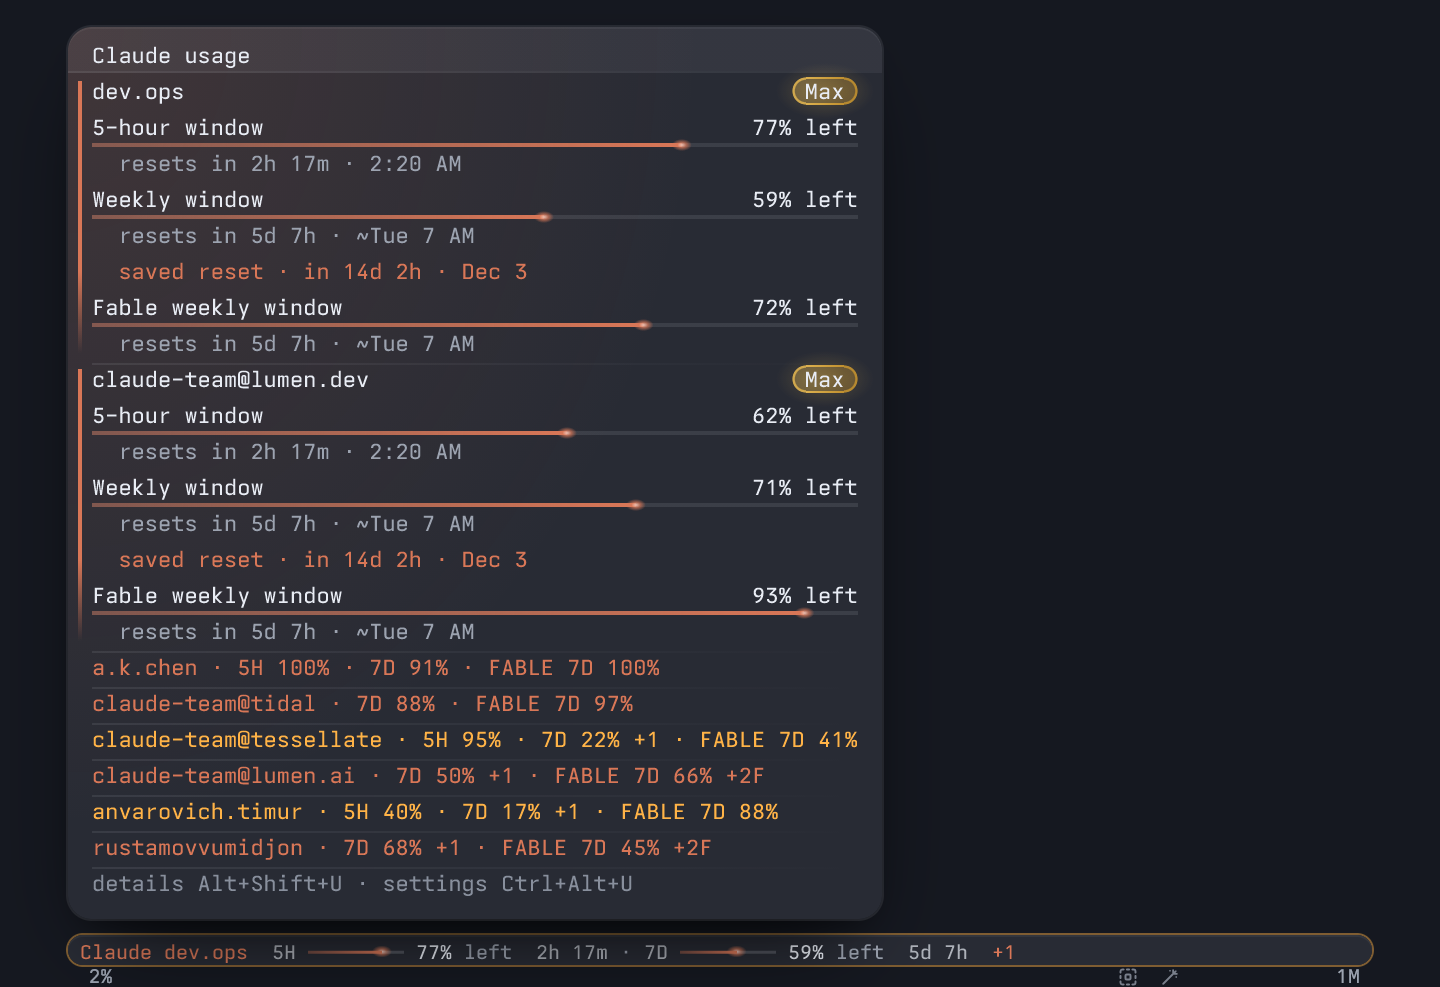 Claude usage
dev.ops Max
5-hour window 77% left
resets in 2h 17m · 2:20 AM
Weekly window 59% left
resets in 5d 7h · ~Tue 7 AM
saved reset · in 14d 2h · Dec 3
Fable weekly window 72% left
resets in 5d 7h · ~Tue 7 AM
claude-team@lumen.dev Max
5-hour window 62% left
resets in 2h 17m · 2:20 AM
Weekly window 71% left
resets in 5d 7h · ~Tue 7 AM
saved reset · in 14d 2h · Dec 3
Fable weekly window 93% left
resets in 5d 7h · ~Tue 7 AM
a.k.chen · 5H 100% · 7D 91% · FABLE 7D 100%
claude-team@tidal · 7D 88% · FABLE 7D 97%
claude-team@tessellate · 5H 95% · 7D 22% +1 · FABLE 7D 41%
claude-team@lumen.ai · 7D 50% +1 · FABLE 7D 66% +2F
anvarovich.timur · 5H 40% · 7D 17% +1 · FABLE 7D 88%
rustamovvumidjon · 7D 68% +1 · FABLE 7D 45% +2F
details Alt+Shift+U · settings Ctrl+Alt+U
Claude dev.ops 5H 77% left 2h 17m · 7D 59% left 5d 7h +1
2% 1M